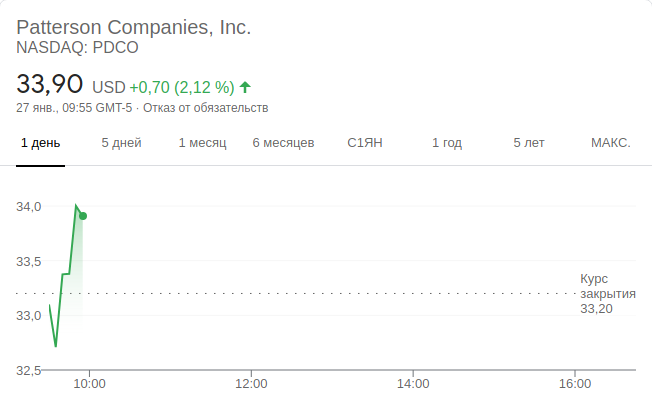 Patterson Companies, Inc.
NASDAQ: PDCO
33,90 USD +0,70 (2,12 %)
27 янв., 09:55 GMT-5 · Отказ от обязательств
1 день 5 дней 1 месяц 6 месяцев С1ЯН 1 год 5 лет МАКС.
34,0
33,5
Курс
закрытия
33,20
33,0
32,5
10:00 12:00 14:00 16:00